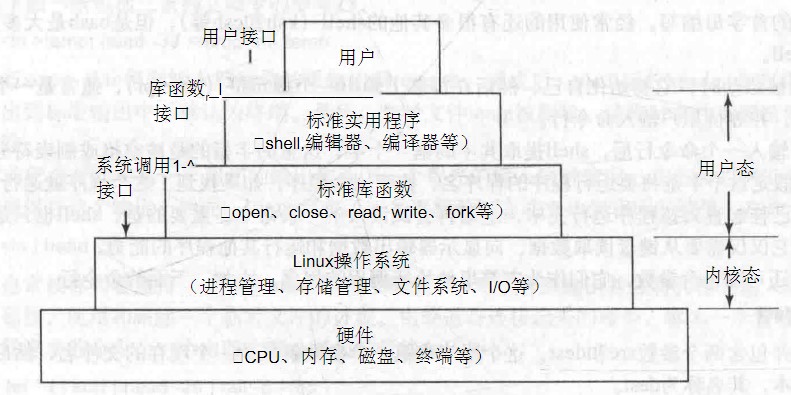 用户接口
用户
库函数
接口
标准实用程序
□shell,编辑器、编译器等)
用户态
系统调用1-^
接口
标准库函数
□open、close、read, write、fork等)
Linux操作系统
(进程管理、存储管理、文件系统、I/O等)
内核态
硬件
□CPU、内存、磁盘、终端等)